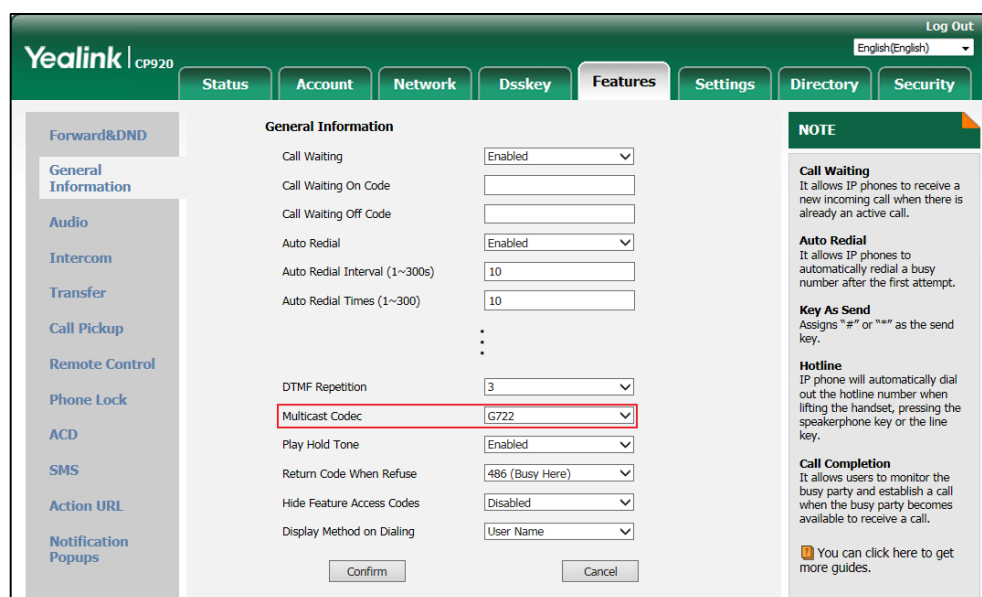 Log Out
Yealink CP920
English(English)
Status Account Network Dsskey Features Settings Directory Security
Forward&DND
General
Information
Audio
Intercom
Transfer
Call Pickup
Remote Control
Phone Lock
ACD
SMS
Action URL
Notification
Popups
General Information
Call Waiting Enabled
Call Waiting On Code
Call Waiting Off Code
Auto Redial Enabled
Auto Redial Interval (1~300s) 10
Auto Redial Times (1~300) 10
DTMF Repetition 3
Multicast Codec G722
Play Hold Tone Enabled
Return Code When Refuse 486 (Busy Here)
Hide Feature Access Codes Disabled
Display Method on Dialing User Name
Confirm Cancel
NOTE
Call Waiting
It allows IP phones to receive a
new incoming call when there is
already an active call.
Auto Redial
It allows IP phones to
automatically redial a busy
number after the first attempt.
Key As Send
Assigns "#" or "*" as the send
key.
Hotline
IP phone will automatically dial
out the hotline number when
lifting the handset, pressing the
speakerphone key or the line
key.
Call Completion
It allows users to monitor the
busy party and establish a call
when the busy party becomes
available to receive a call.
You can click here to get
more guides.